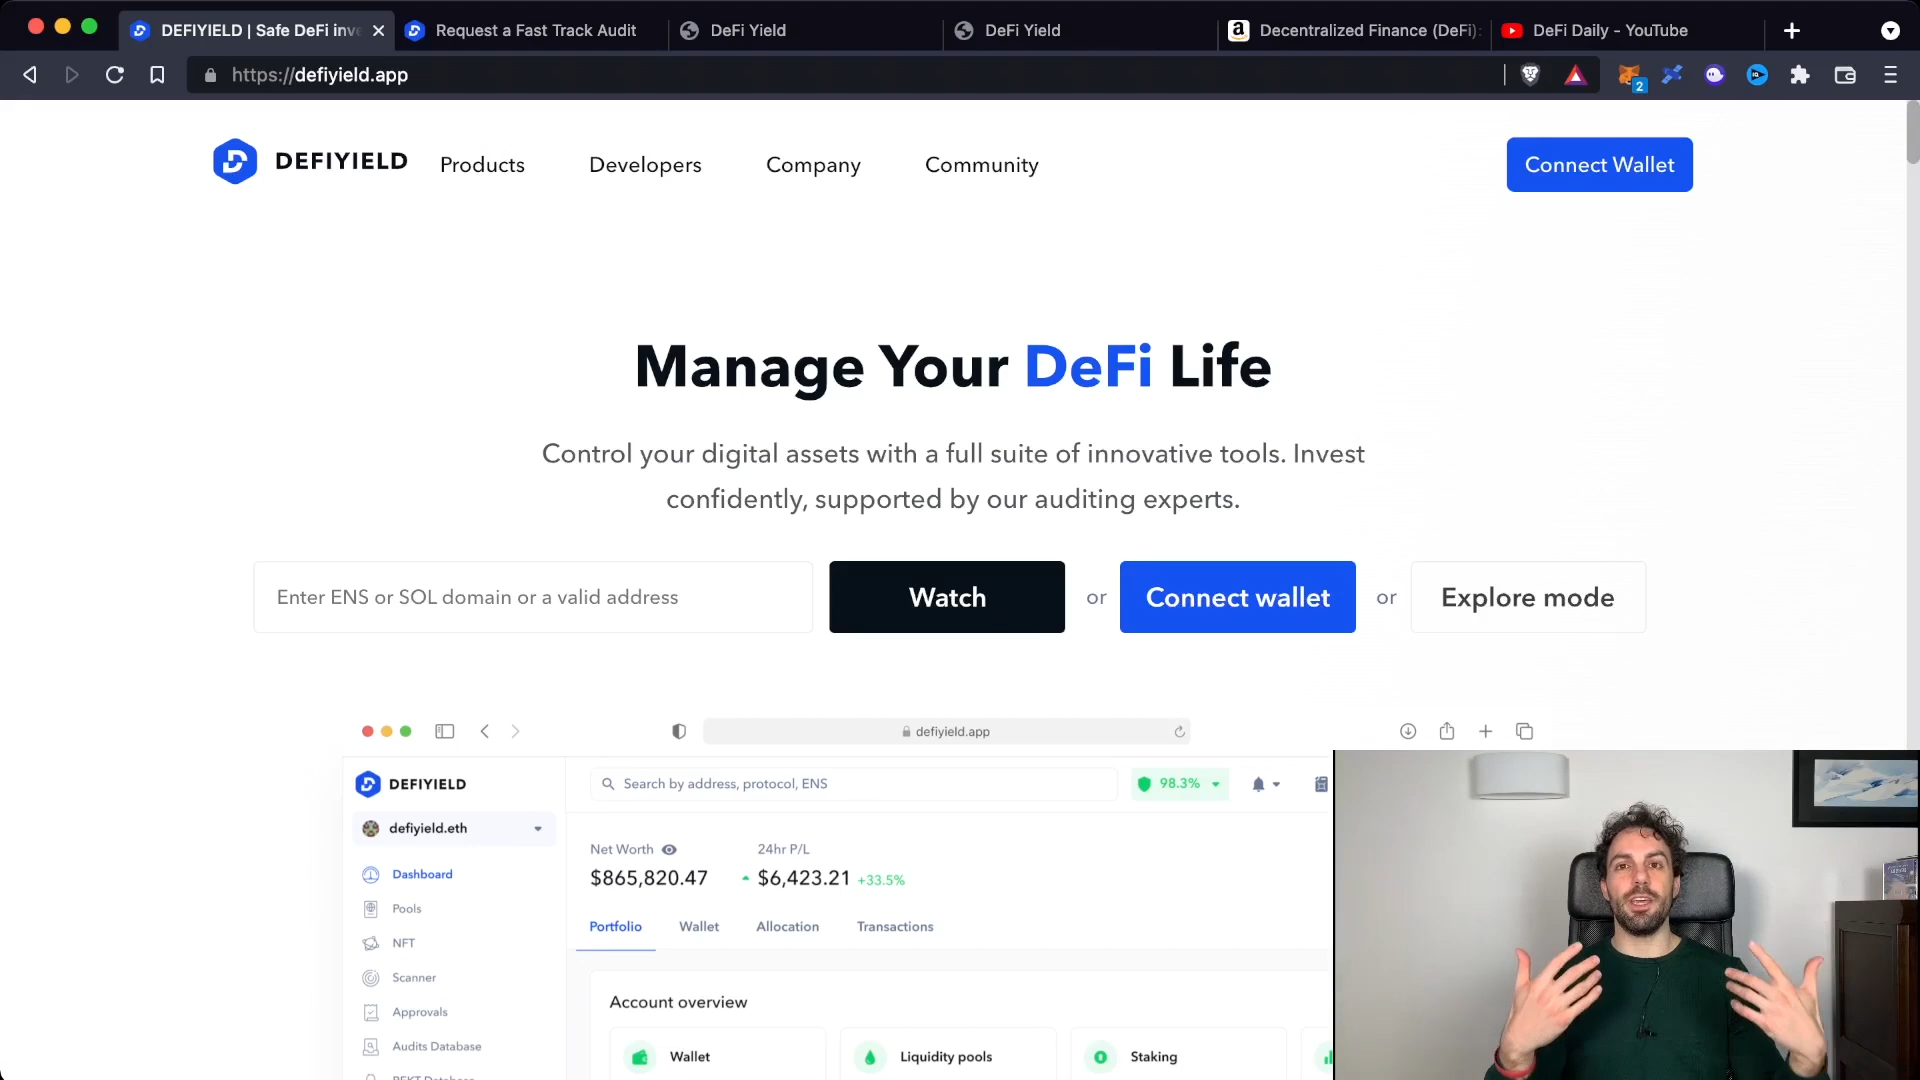 DEFIYIELD | Safe DeFi inve
Request a Fast Track Audit
DeFi Yield
DeFi Yield
Decentralized Finance (DeFi):
DeFi Daily - YouTube
https://defiyield.app
2
DEFIYIELD
Products
Developers
Company
Community
Connect Wallet
Manage Your DeFi Life
Control your digital assets with a full suite of innovative tools. Invest
confidently, supported by our auditing experts.
Enter ENS or SOL domain or a valid address
Watch
or
Connect wallet
or
Explore mode
defiyield.app
DEFIYIELD
Search by address, protocol, ENS
98.3%
defiyield.eth
Net Worth
24hr P/L
$865,820.47
$6,423.21 +33.5%
Dashboard
Pools
NFT
Scanner
Approvals
Audits Database
REKT Database
Portfolio
Wallet
Allocation
Transactions
Account overview
Wallet
Liquidity pools
Staking